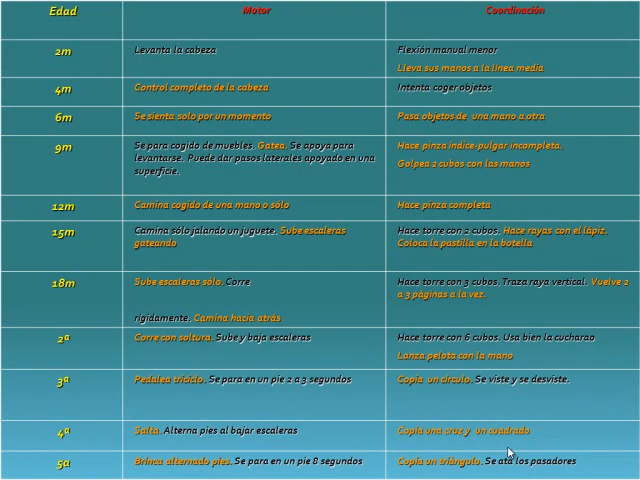 Edad Motor Coordinación
2m Levanta la cabeza Flexión manual menor
Lleva sus manos a la línea media
4m Control completo de la cabeza Intenta coger objetos
6m Se sienta solo por un momento Pasa objetos de una mano a otra
9m Se para cogido de muebles. Gatea. Se apoya para Hace pinza índice-pulgar incompleta.
levantarse. Puede dar pasos laterales apoyado en una Golpea 2 cubos con las manos
superficie.
12m Camina cogido de una mano o sólo Hace pinza completa
15m Camina sólo jalando un juguete. Sube escaleras Hace torre con 2 cubos. Hace rayas con el lápiz.
gateando Coloca la pastilla en la botella
18m Sube escaleras sólo. Corre Hace torre con 3 cubos. Traza raya vertical. Vuelve 2
a 3 páginas a la vez.
rígidamente. Camina hacia atrás
2a Corre con soltura. Sube y baja escaleras Hace torre con 6 cubos. Usa bien la cuchara
Lanza pelota con la mano
3a Pedalea triciclo. Se para en un pie 2 a 3 segundos Copia un círculo. Se viste y se desviste.
4a Salta. Alterna pies al bajar escaleras Copia una cruz y un cuadrado
5a Brinca alternado pies. Se para en un pie 8 segundos Copia un triángulo. Se ata los pasadores